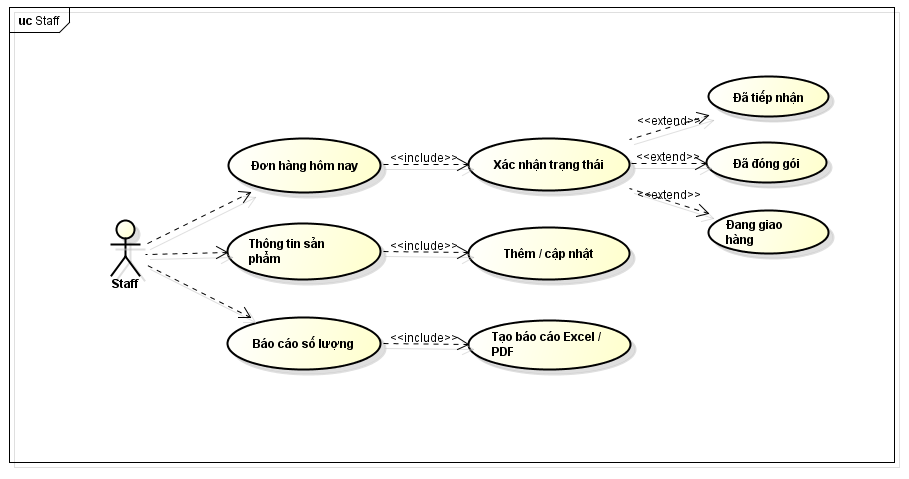 uc Staff
Đã tiếp nhận
<<extend>>
Đơn hàng hôm nay
<<include>>
Xác nhận trạng thái
<<extend>>
Đã đóng gói
<<extend>>
Đang giao
hàng
Thông tin sản
phẩm
<<include>>
Thêm / cập nhật
Staff
Báo cáo số lượng
<<include>>
Tạo báo cáo Excel /
PDF